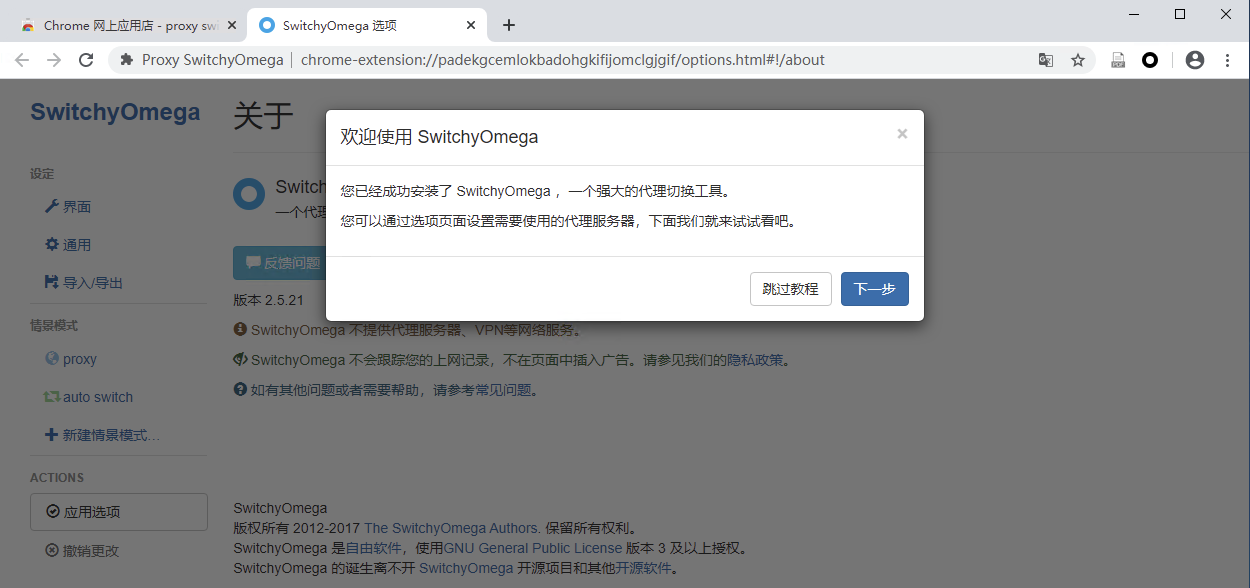 Chrome 网上应用店 - proxy swi
SwitchyOmega 选项
Proxy SwitchyOmega
chrome-extension://padekgcemlokbadohgkifijomclgjgif/options.html#!/about
SwitchyOmega
关于
设定
界面
通用
导入/导出
情景模式
proxy
auto switch
新建情景模式…
ACTIONS
应用选项
撤销更改
欢迎使用 SwitchyOmega
×
您已经成功安装了 SwitchyOmega ，一个强大的代理切换工具。
您可以通过选项页面设置需要使用的代理服务器，下面我们就来试试看吧。
跳过教程
下一步
Switch
一个代理
反馈问题
版本 2.5.21
SwitchyOmega 不提供代理服务器、VPN等网络服务。
SwitchyOmega 不会跟踪您的上网记录，不在页面中插入广告。请参见我们的隐私政策。
如有其他问题或者需要帮助，请参考常见问题。
SwitchyOmega
版权所有 2012-2017 The SwitchyOmega Authors. 保留所有权利。
SwitchyOmega 是自由软件，使用GNU General Public License 版本 3 及以上授权。
SwitchyOmega 的诞生离不开 SwitchyOmega 开源项目和其他开源软件。